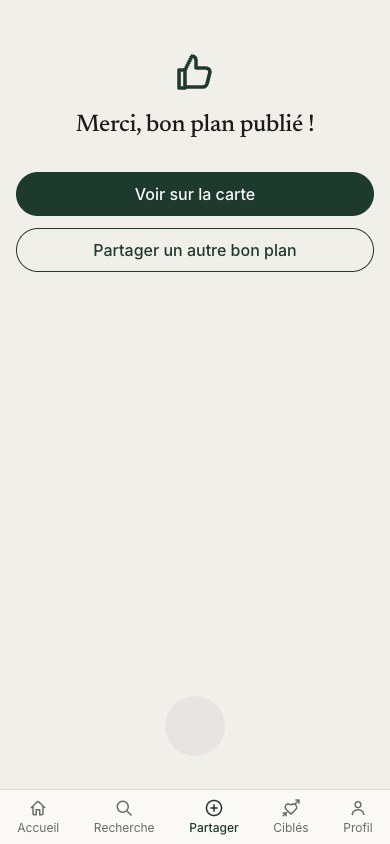 Merci, bon plan publié !
Voir sur la carte
Partager un autre bon plan
Accueil
Recherche
Partager
Ciblés
Profil